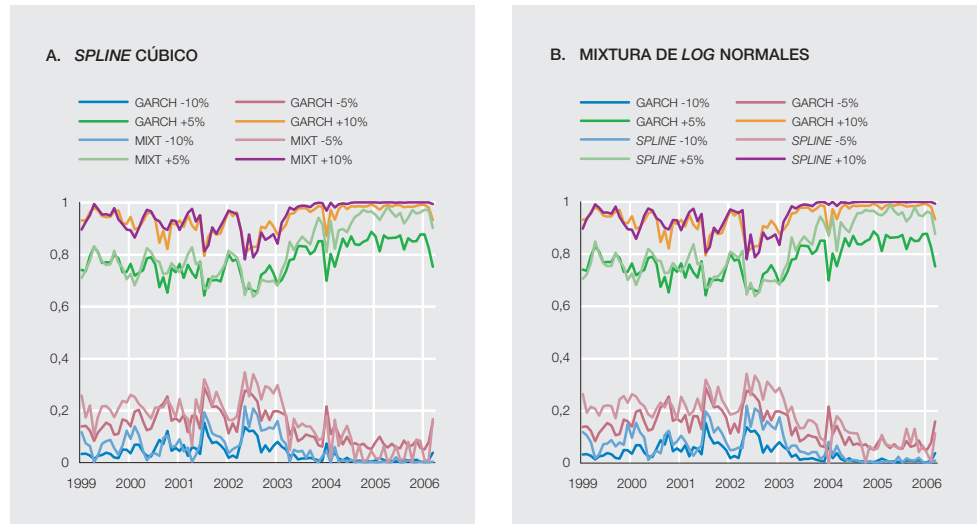 A. SPLINE CÚBICO
GARCH -10% GARCH -5%
GARCH +5% GARCH +10%
MIXT -10% MIXT -5%
MIXT +5% MIXT +10%
1
0,8
0,6
0,4
0,2
0
1999 2000 2001 2002 2003 2004 2005 2006
B. MIXTURA DE LOG NORMALES
GARCH -10% GARCH -5%
GARCH +5% GARCH +10%
SPLINE -10% SPLINE -5%
SPLINE +5% SPLINE +10%
1
0,8
0,6
0,4
0,2
0
1999 2000 2001 2002 2003 2004 2005 2006